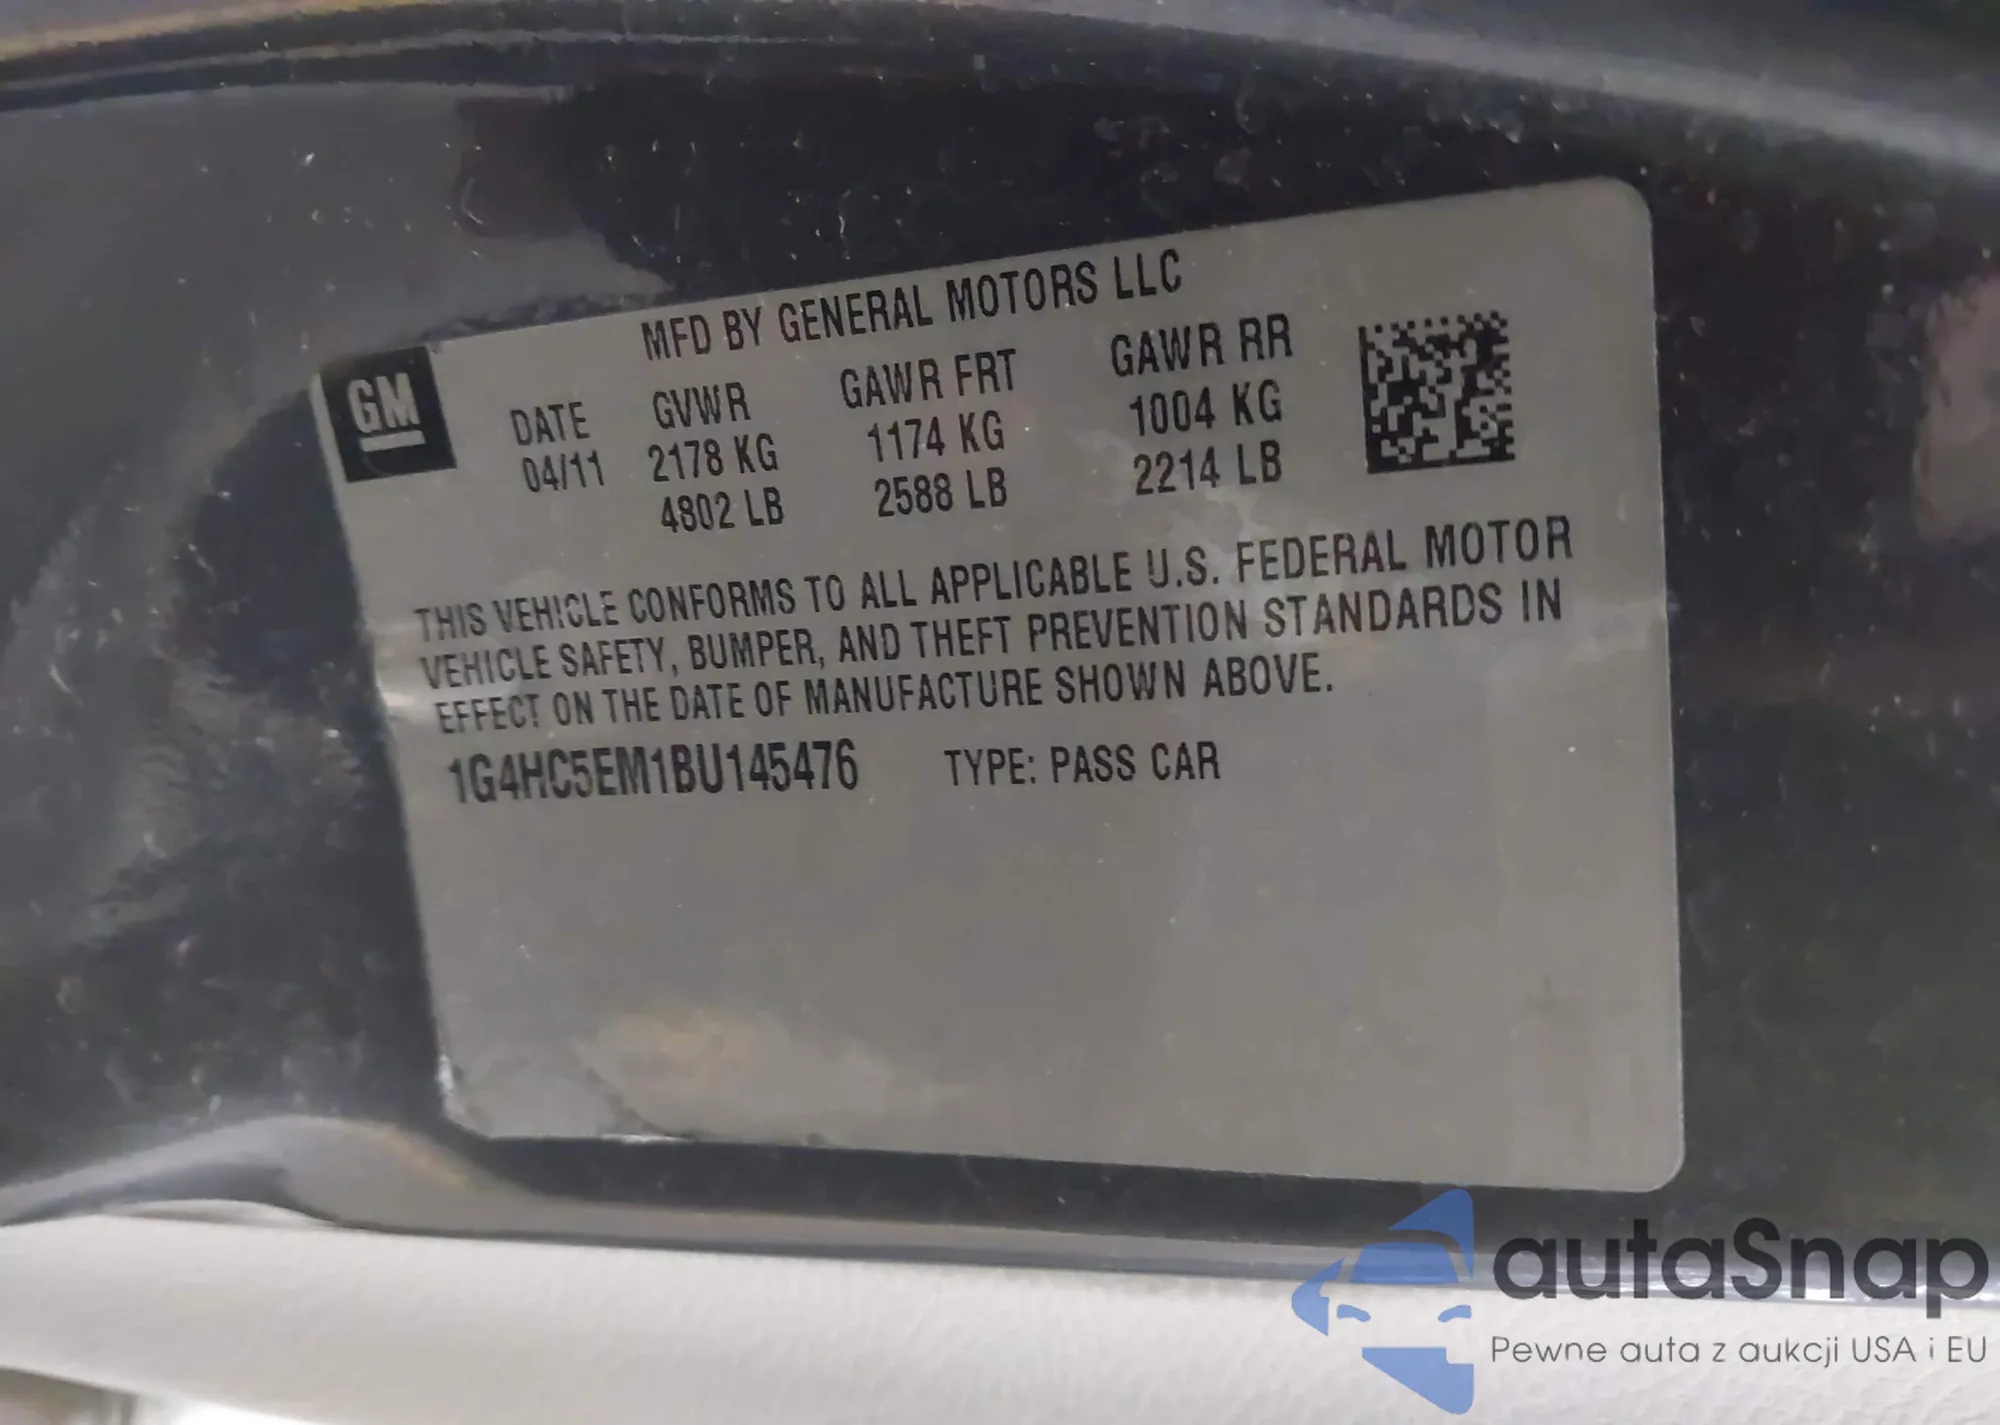 MFD BY GENERAL MOTORS LLC
GM
DATE GVWR GAWR FRT GAWR RR
04/11 2178 KG 1174 KG 1004 KG
4802 LB 2588 LB 2214 LB
THIS VEHICLE CONFORMS TO ALL APPLICABLE U.S. FEDERAL MOTOR
VEHICLE SAFETY, BUMPER, AND THEFT PREVENTION STANDARDS IN
EFFECT ON THE DATE OF MANUFACTURE SHOWN ABOVE.
1G4HC5EM1BU145476 TYPE: PASS CAR
autaSnap
Pewne auta z aukcji USA i EU